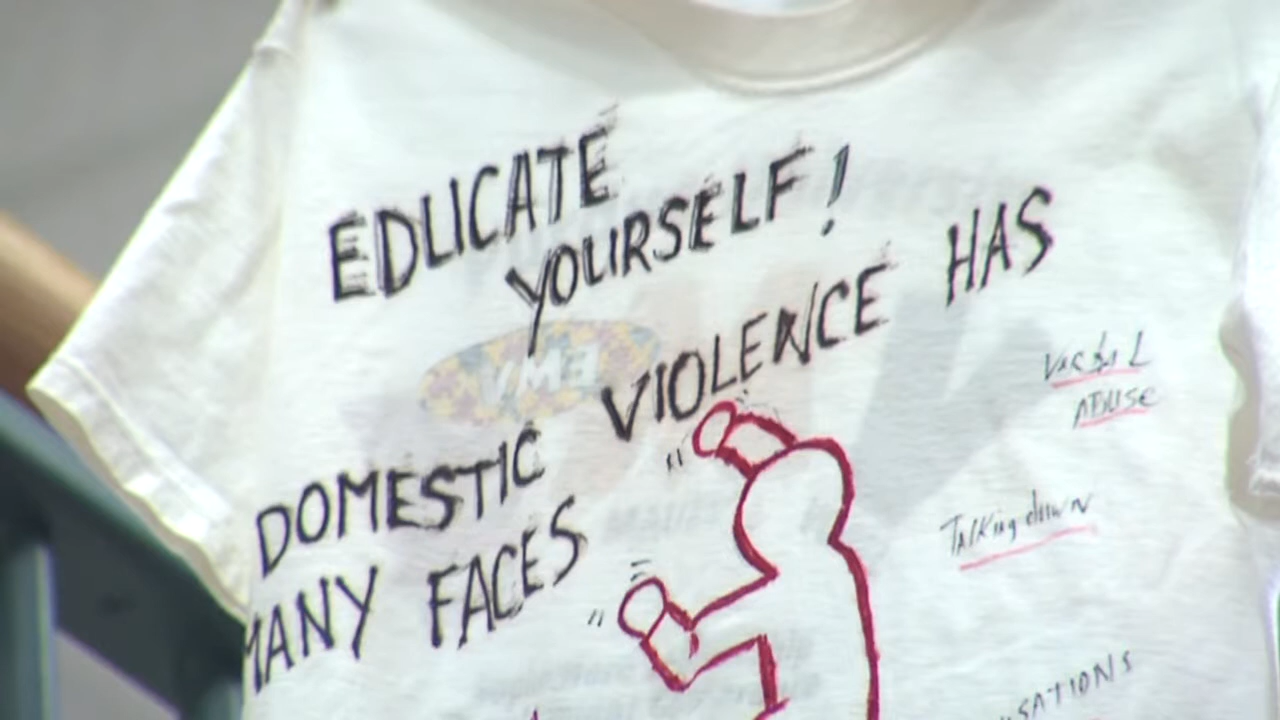 EDUCATE
YOURSELF!
DOMESTIC VIOLENCE HAS
MANY FACES
VERBAL
ABUSE
TALKing down